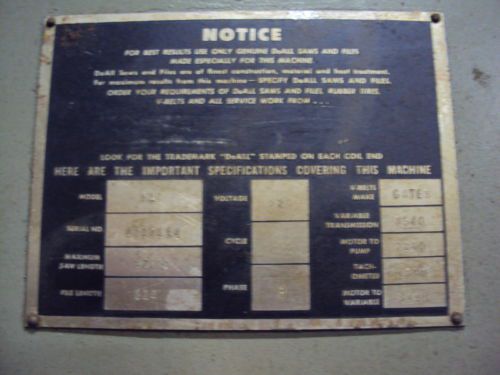 NOTICE
FOR BEST RESULTS USE ONLY GENUINE DoALL SAWS AND FILES
MADE ESPECIALLY FOR THIS MACHINE.
DoAll Saws and Files are of finest construction, material and heat treatment.
For maximum results from this machine—SPECIFY DoALL SAWS AND FILES.
ORDER YOUR REQUIREMENTS OF DoALL SAWS AND FILES, RUBBER TIRES,
V-BELTS AND ALL SERVICE WORK FROM . . .
LOOK FOR THE TRADEMARK "DoALL" STAMPED ON EACH COIL END
HERE ARE THE IMPORTANT SPECIFICATIONS COVERING THIS MACHINE
MODEL
VOLTAGE
V-BELTS
MAKE GATES
SERIAL NO
CYCLE
VARIABLE
TRANSMISSION
MAXIMUM
SAW LENGTH
MOTOR TO
PUMP
FILE LENGTH
PHASE
TACH-
OMETER
MOTOR TO
VARIABLE